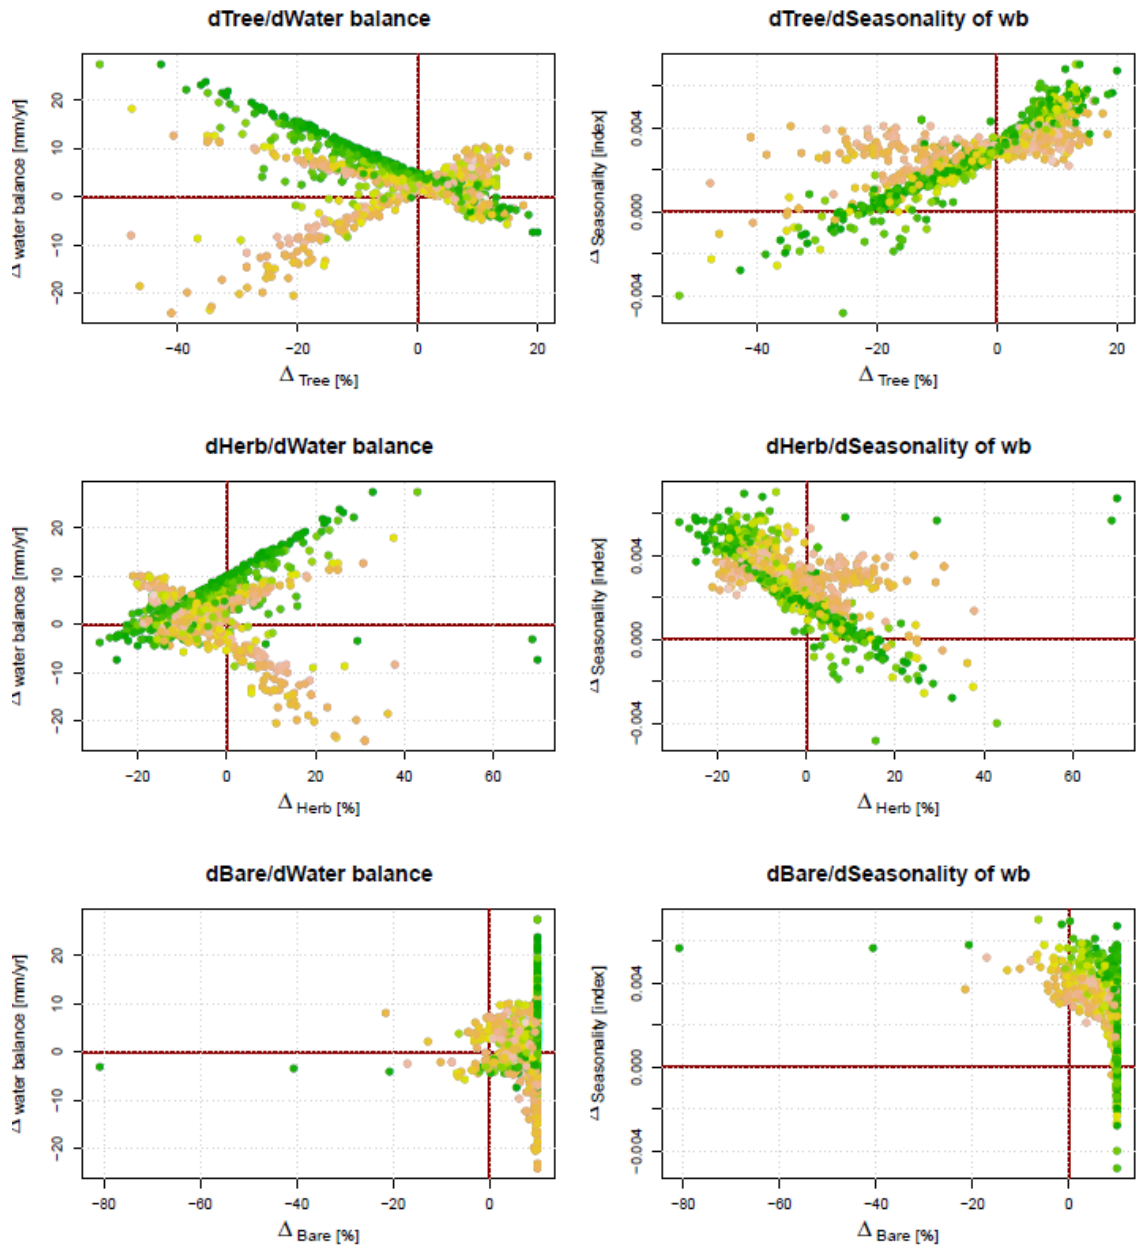 dTree/dWater balance
Δ water balance [mm/yr]
20
10
0
−10
−20
−40
−20
0
20
Δ Tree [%]
dTree/dSeasonality of wb
Δ Seasonality [index]
0.004
0.000
−0.004
−40
−20
0
20
Δ Tree [%]
dHerb/dWater balance
Δ water balance [mm/yr]
20
10
0
−10
−20
−20
0
20
40
60
Δ Herb [%]
dHerb/dSeasonality of wb
Δ Seasonality [index]
0.004
0.000
−0.004
−20
0
20
40
60
Δ Herb [%]
dBare/dWater balance
Δ water balance [mm/yr]
20
10
0
−10
−20
−80
−60
−40
−20
0
Δ Bare [%]
dBare/dSeasonality of wb
Δ Seasonality [index]
0.004
0.000
−0.004
−80
−60
−40
−20
0
Δ Bare [%]